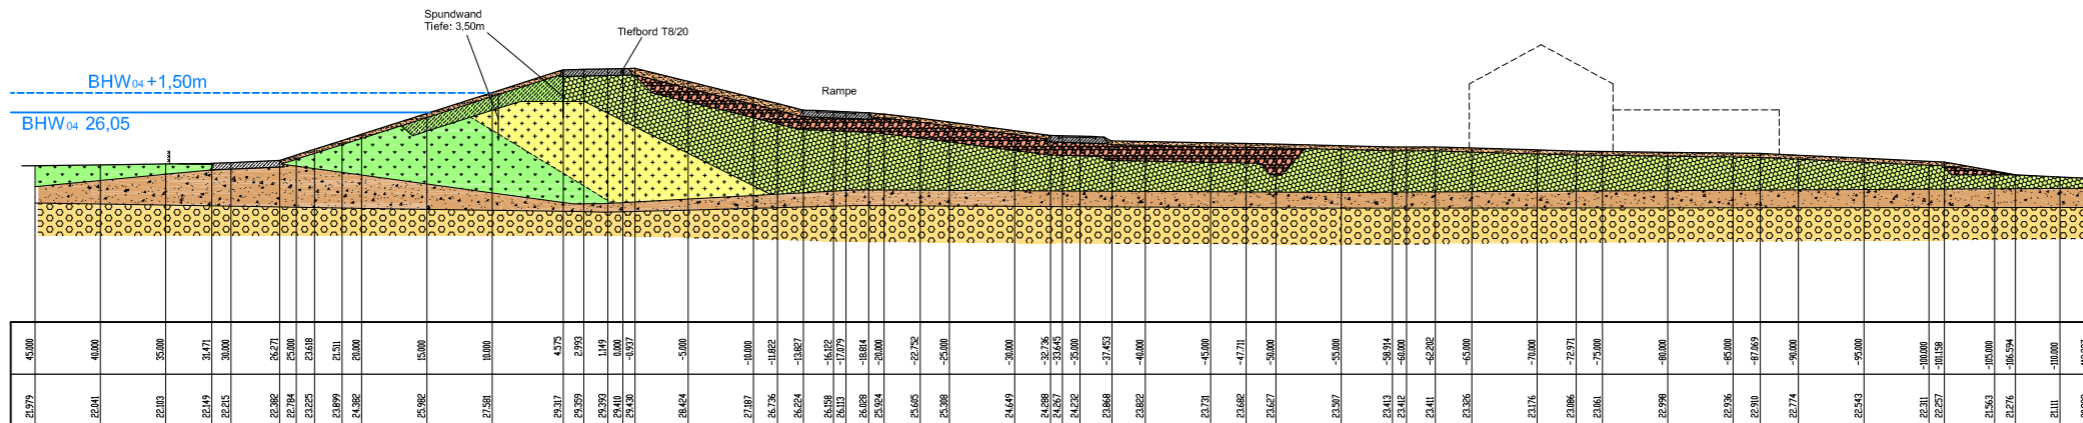 Spundwand
Tiefe: 3,50m
Tiefbord T8/20
BHW04 +1,50m
Rampe
BHW04 26,05
45.000 40.000 35.000 31.471 30.000 26.271 25.000 23.618 21.511 20.000 15.000 10.000 4.575 2.993 1.149 0.000 -0.937 -5.000 -10.000 -11.822 -13.827 -16.122 -17.079 -18.814 -20.000 -22.752 -25.000 -30.000 -32.736 -33.645 -35.000 -37.453 -40.000 -45.000 -47.711 -50.000 -55.000 -58.914 -60.000 -62.202 -65.000 -70.000 -72.971 -75.000 -80.000 -85.000 -87.069 -90.000 -95.000 -100.000 -101.158 -105.000 -106.594 -110.000
21.979 22.041 22.103 22.149 22.215 22.382 22.784 23.225 23.899 24.382 25.982 27.581 29.317 29.359 29.393 29.410 29.430 28.424 27.187 26.736 26.224 26.158 26.113 26.028 25.924 25.605 25.308 24.649 24.288 24.267 24.232 23.868 23.822 23.731 23.682 23.627 23.507 23.413 23.412 23.411 23.326 23.176 23.086 23.061 22.998 22.936 22.910 22.774 22.543 22.311 22.257 21.563 21.276 21.111